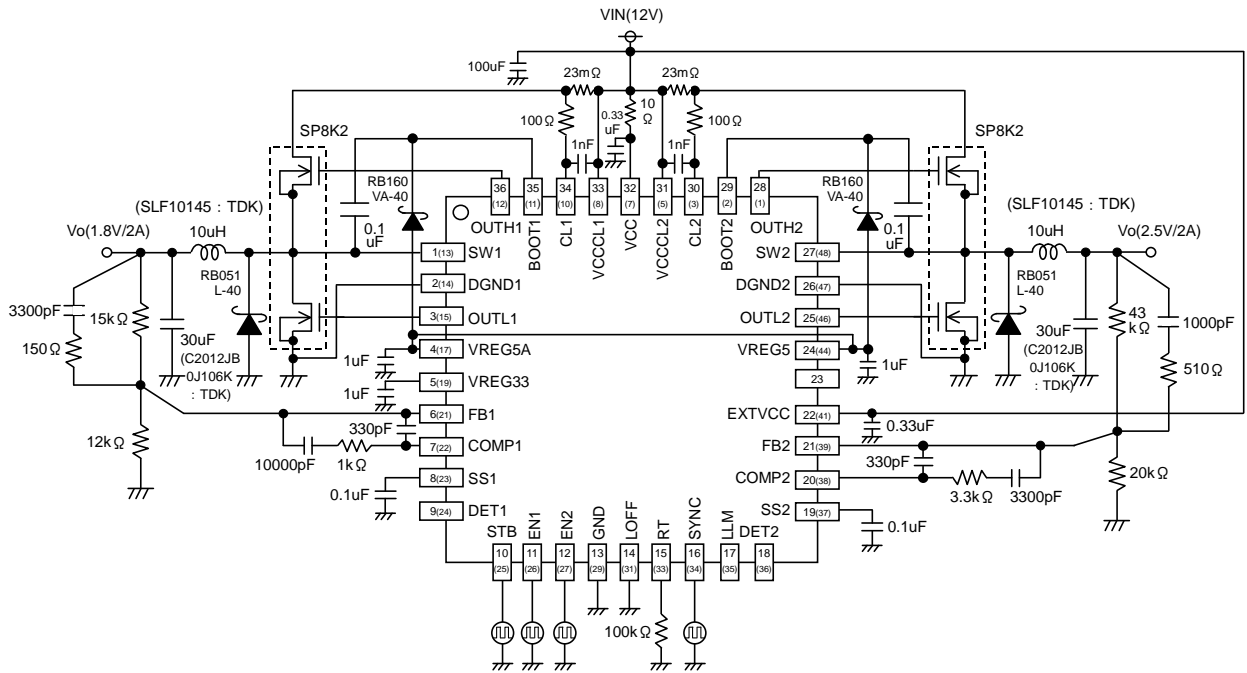 VIN(12V)
100uF
23mΩ
23mΩ
100Ω
0.33
uF
10
Ω
100Ω
1nF
1nF
SP8K2
SP8K2
RB160
VA-40
RB160
VA-40
36
(12)
35
(11)
34
(10)
33
(8)
32
(7)
31
(5)
30
(3)
29
(2)
28
(1)
OUTH1
BOOT1
CL1
VCCCL1
VCC
VCCCL2
CL2
BOOT2
OUTH2
(SLF10145 : TDK)
(SLF10145 : TDK)
Vo(1.8V/2A)
10uH
0.1
uF
0.1
uF
10uH
Vo(2.5V/2A)
1(13)
SW1
SW2
27(48)
RB051
L-40
RB051
L-40
2(14)
DGND1
DGND2
26(47)
3300pF
15kΩ
3(15)
OUTL1
OUTL2
25(46)
43
kΩ
1000pF
150Ω
30uF
(C2012JB
0J106K
: TDK)
30uF
(C2012JB
0J106K
: TDK)
1uF
4(17)
VREG5A
VREG5
24(44)
1uF
510Ω
1uF
5(19)
VREG33
23
6(21)
FB1
EXTVCC
22(41)
0.33uF
12kΩ
330pF
10000pF
1kΩ
7(22)
COMP1
FB2
21(39)
330pF
8(23)
SS1
COMP2
20(38)
3.3kΩ
3300pF
20kΩ
0.1uF
9(24)
DET1
SS2
19(37)
0.1uF
STB
EN1
EN2
GND
LOFF
RT
SYNC
LLM
DET2
10
(25)
11
(26)
12
(27)
13
(29)
14
(31)
15
(33)
16
(34)
17
(35)
18
(36)
100kΩ